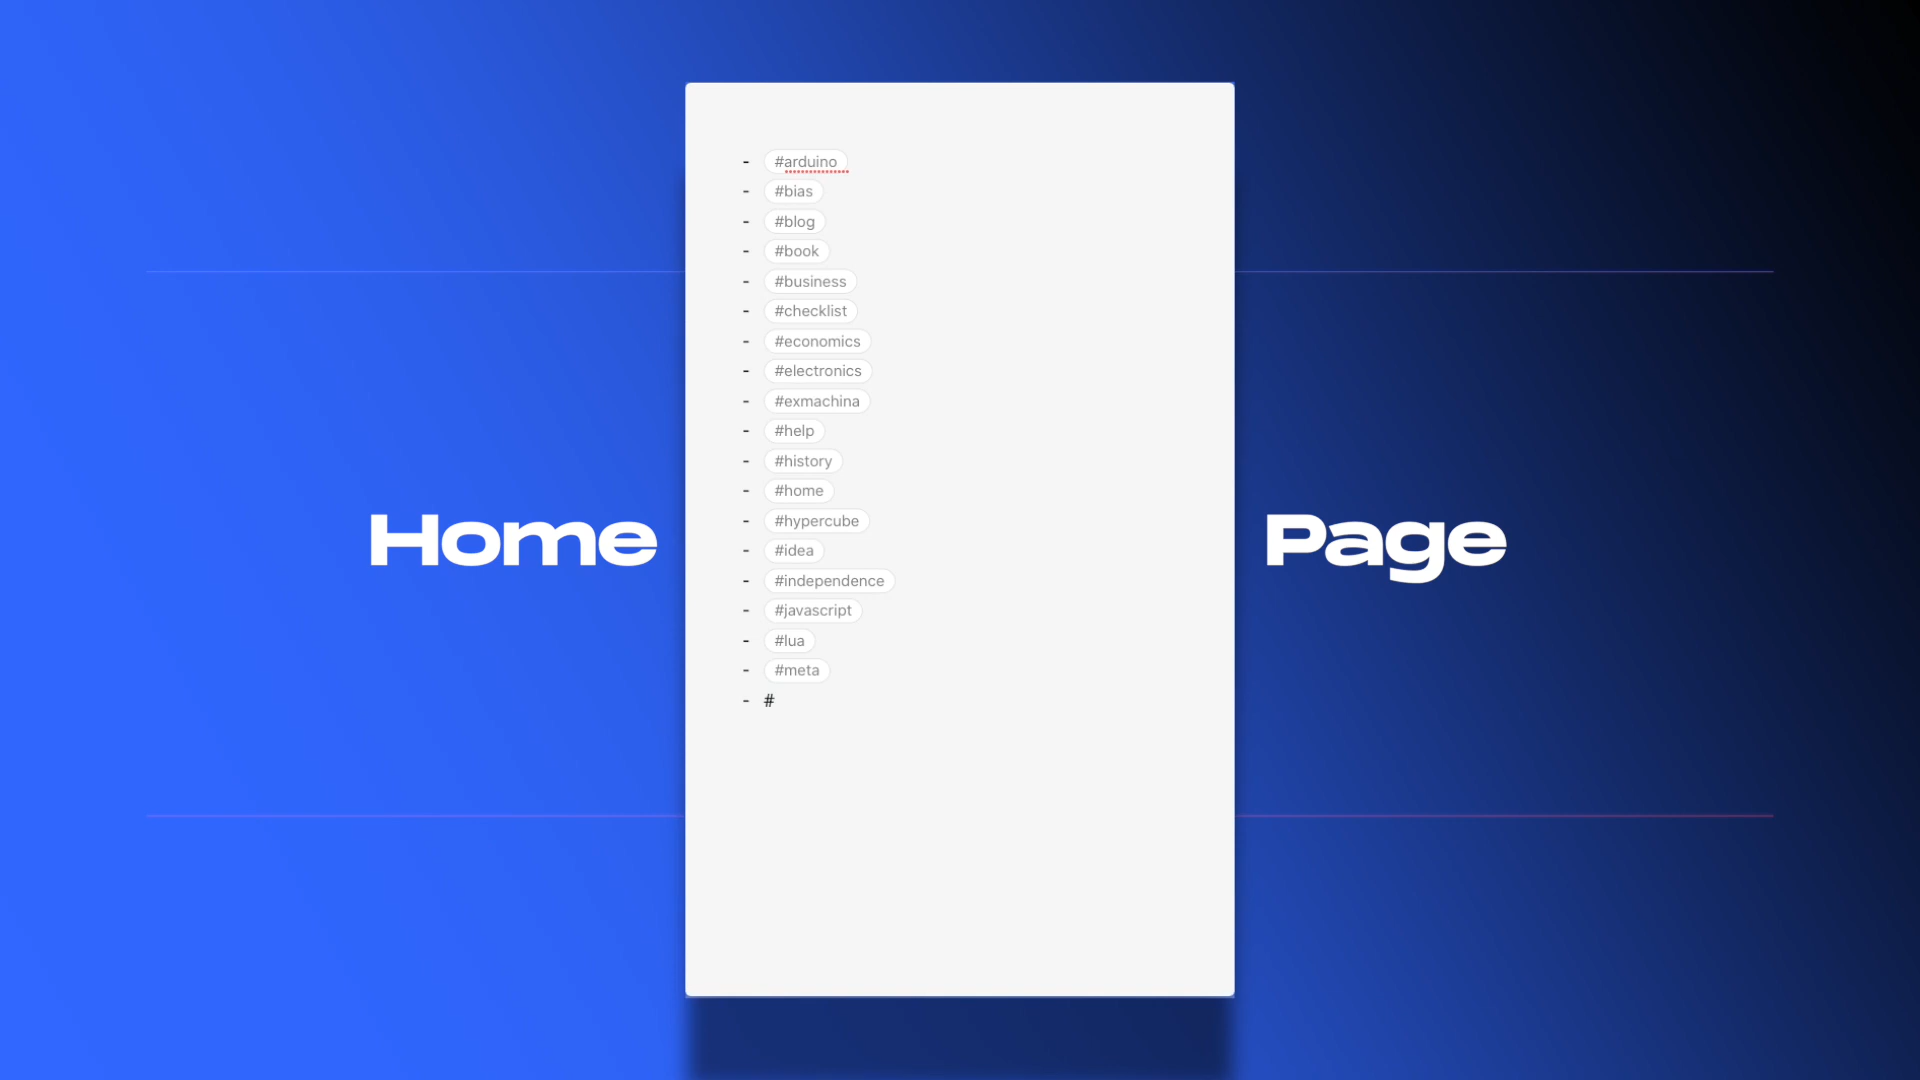 - #arduino
- #bias
- #blog
- #book
- #business
- #checklist
- #economics
- #electronics
- #exmachina
- #help
- #history
- #home
- #hypercube
- #idea
- #independence
- #javascript
- #lua
- #meta
- #
Home Page